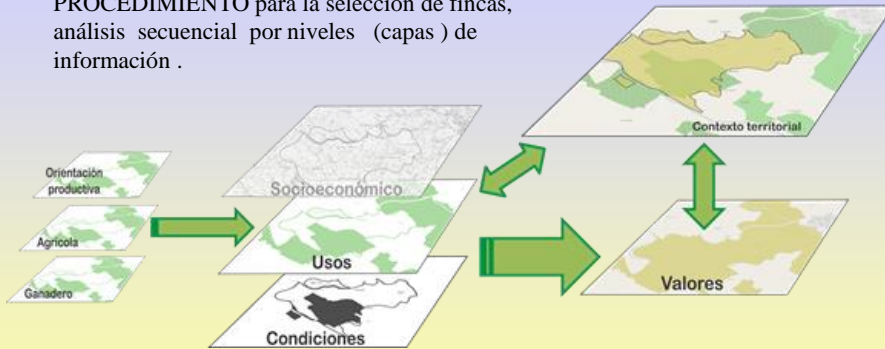 PROCEDIMIENTO para la selección de fincas,
análisis secuencial por niveles (capas ) de
información .
Contexto territorial
Orientación
productiva
Socioeconómico
Agrícola
Usos
Ganadero
Valores
Condiciones